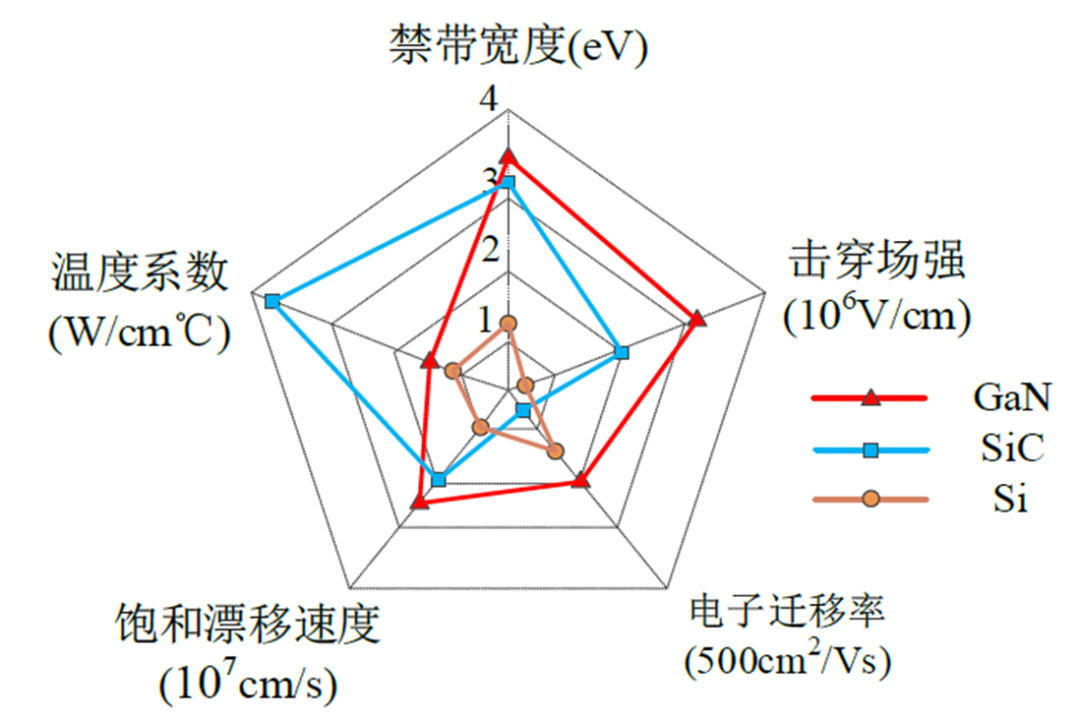 禁带宽度(eV)
4
3
2
1
击穿场强
(10⁶V/cm)
温度系数
(W/cm℃)
GaN
SiC
Si
饱和漂移速度
(10⁷cm/s)
电子迁移率
(500cm²/Vs)